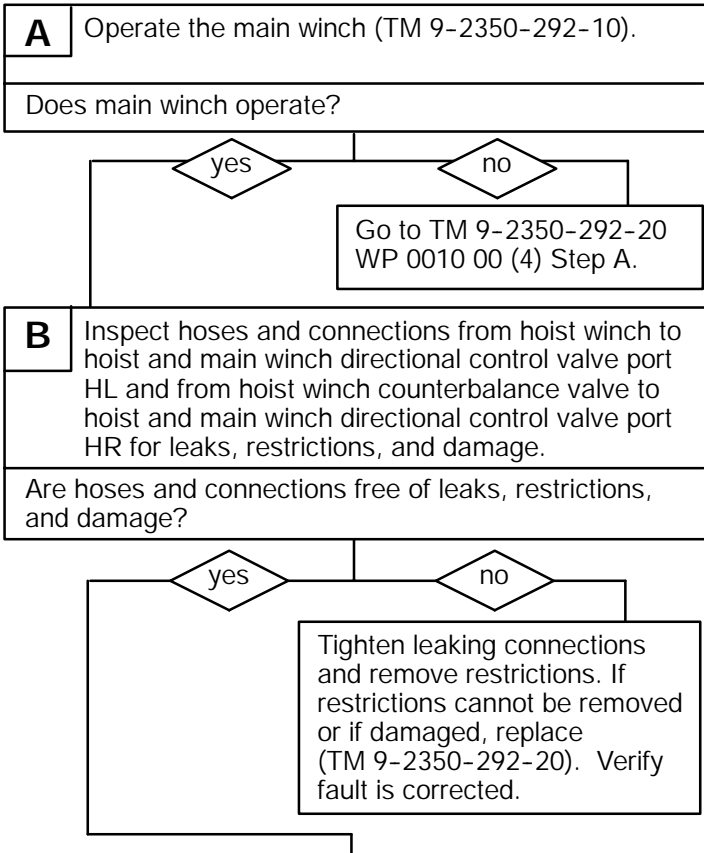 A Operate the main winch (TM 9-2350-292-10).
Does main winch operate?
yes
no
Go to TM 9-2350-292-20
WP 0010 00 (4) Step A.
B Inspect hoses and connections from hoist winch to
hoist and main winch directional control valve port
HL and from hoist winch counterbalance valve to
hoist and main winch directional control valve port
HR for leaks, restrictions, and damage.
Are hoses and connections free of leaks, restrictions,
and damage?
yes
no
Tighten leaking connections
and remove restrictions. If
restrictions cannot be removed
or if damaged, replace
(TM 9-2350-292-20). Verify
fault is corrected.